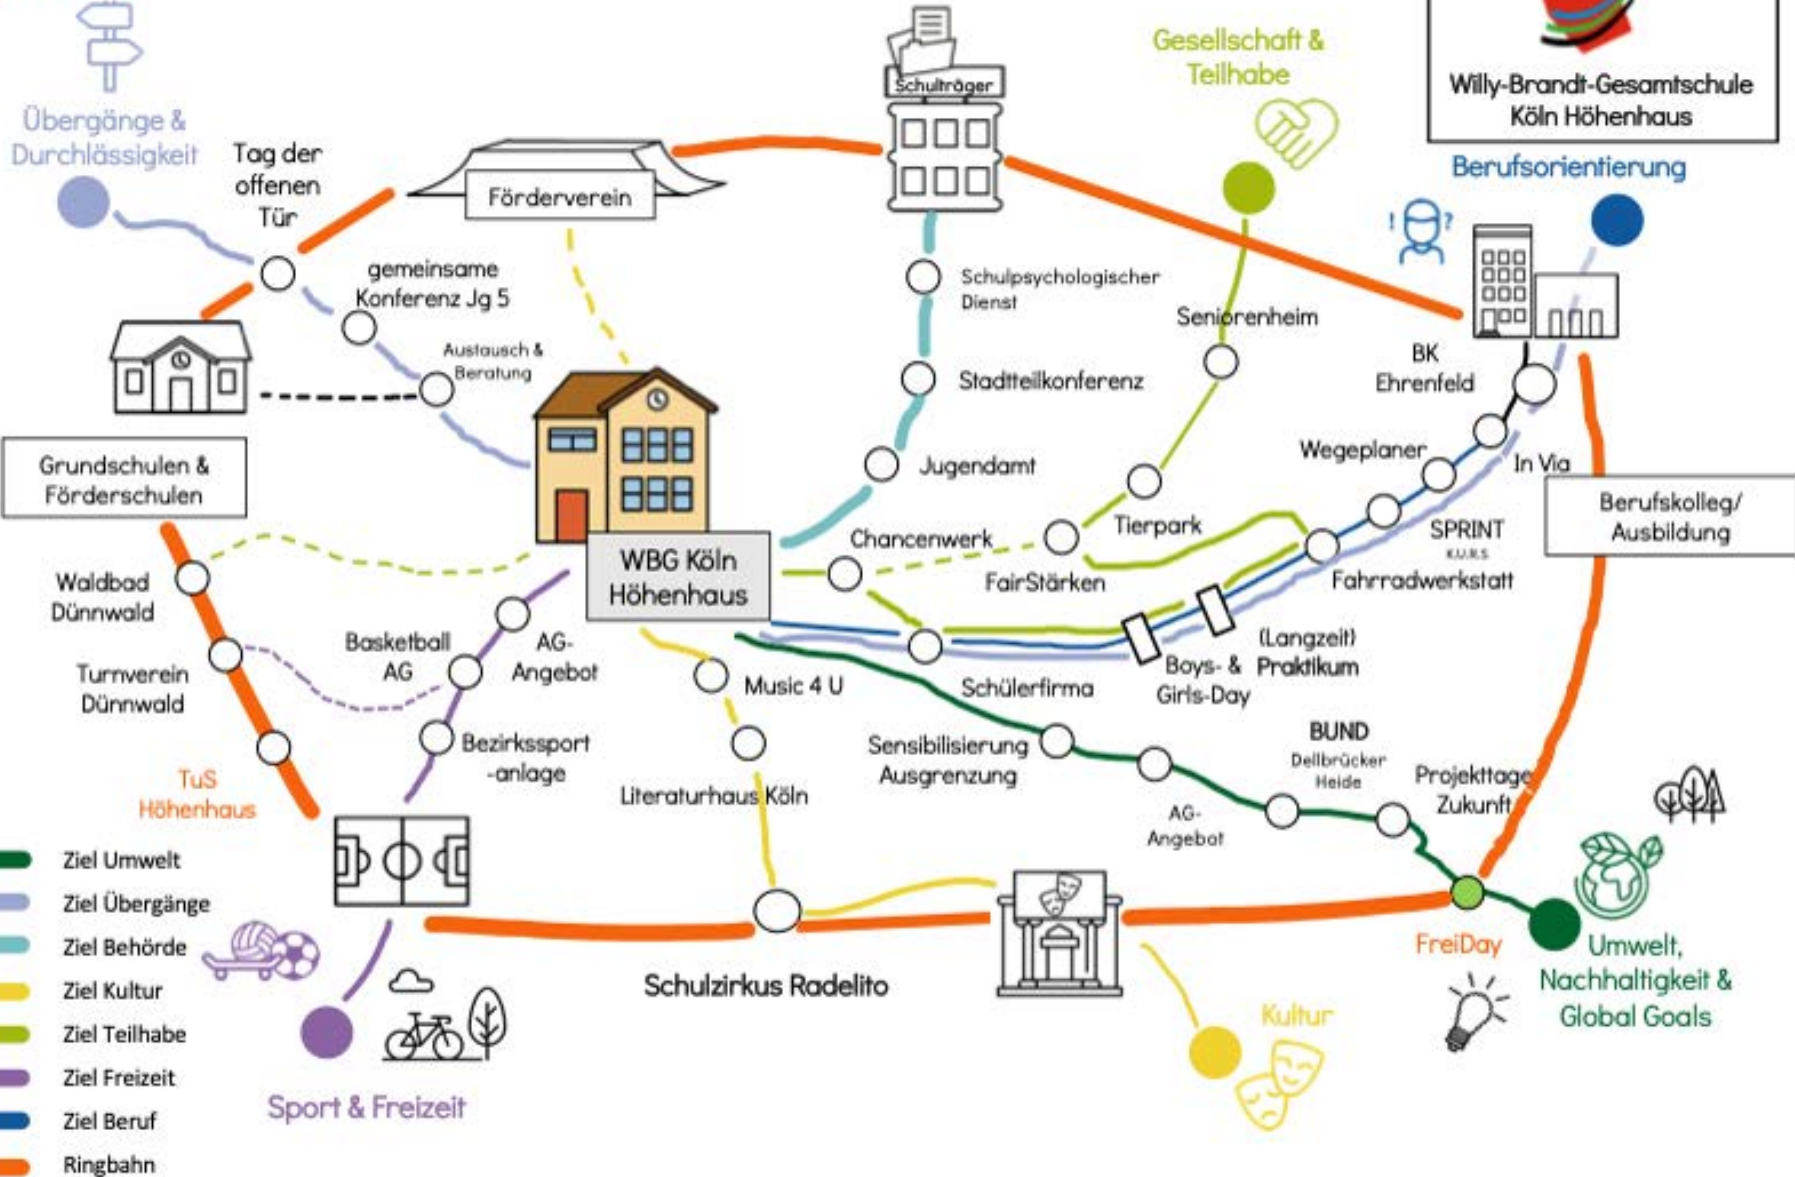 Übergänge &
Durchlässigkeit
Tag der
offenen
Tür
Förderverein
Schulträger
Gesellschaft &
Teilhabe
Willy-Brandt-Gesamtschule
Köln Höhenhaus
Berufsorientierung
! ?
gemeinsame
Konferenz Jg 5
Austausch &
Beratung
Schulpsychologischer
Dienst
Stadtteilkonferenz
Jugendamt
Seniorenheim
BK
Ehrenfeld
Wegeplaner
In Via
Grundschulen &
Förderschulen
Berufskolleg/
Ausbildung
Tierpark
SPRINT
K.U.R.S
Chancenwerk
FairStärken
Fahrradwerkstatt
WBG Köln
Höhenhaus
Waldbad
Dünnwald
Turnverein
Dünnwald
Basketball
AG
AG-
Angebot
Music 4 U
Schülerfirma
Boys- &
Girls-Day
(Langzeit)
Praktikum
Bezirkssport
-anlage
Sensibilisierung
Ausgrenzung
BUND
Dellbrücker
Heide
Projekttage
Zukunft
TuS
Höhenhaus
Literaturhaus Köln
AG-
Angebot
Ziel Umwelt
Ziel Übergänge
Ziel Behörde
Ziel Kultur
Ziel Teilhabe
Ziel Freizeit
Ziel Beruf
Ringbahn
Schulzirkus Radelito
FreiDay
Umwelt,
Nachhaltigkeit &
Global Goals
Kultur
Sport & Freizeit